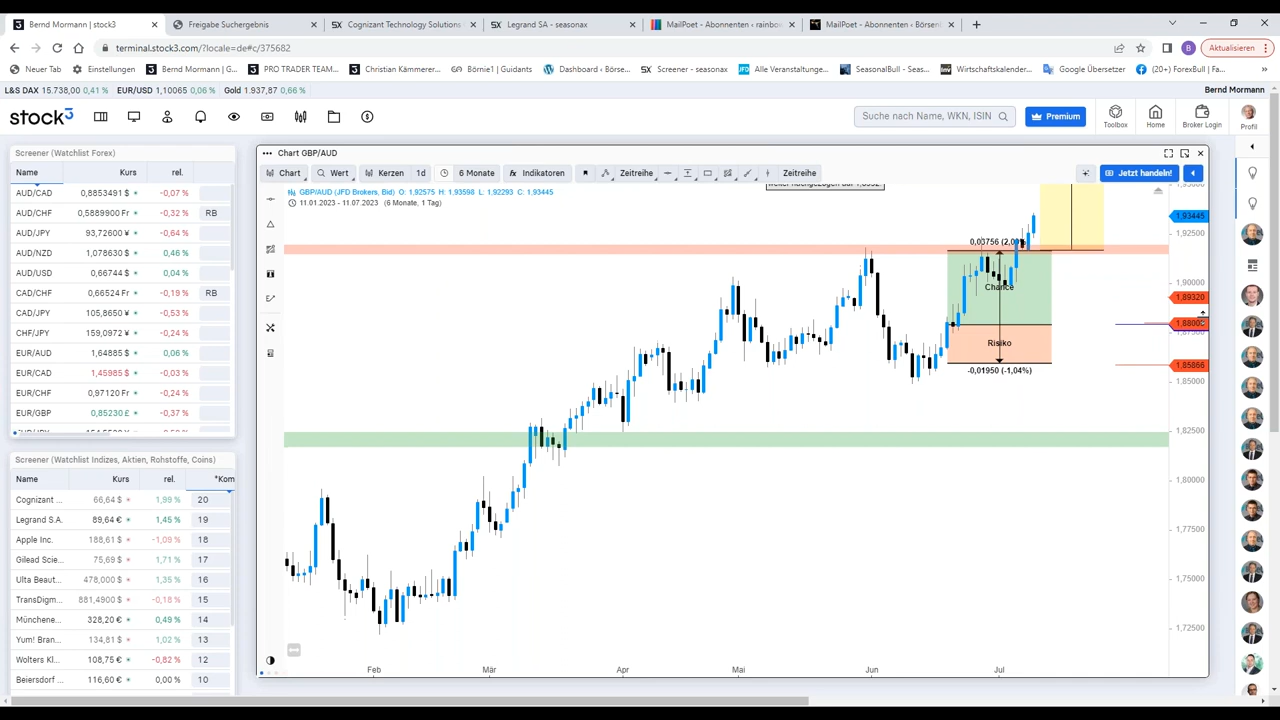 Bernd Mormann | stock3
Freigabe Suchergebnis
Cognizant Technology Solutions
Legrand SA - seasonax
MailPoet - Abonnenten ‹ rainbo
MailPoet - Abonnenten ‹ Börsen
terminal.stock3.com/?locale=de#c/375682
B
Aktualisieren
Neuer Tab
Einstellungen
Bernd Mormann | G...
PRO TRADER TEAM...
Christian Kämmerer...
Börnie1 | Guidants
Dashboard ‹ Börse...
Screener - seasonax
Alle Veranstaltunge...
SeasonalBull - Seas...
Wirtschaftskalender...
Google Übersetzer
(20+) ForexBull | Fa...
L&S DAX 15.738,00 0,41 % EUR/USD 1,10065 0,06 % Gold 1.937,87 0,66 %
Bernd Mormann
stock3
Suche nach Name, WKN, ISIN
Premium
Toolbox
Home
Broker Login
Profil
Screener (Watchlist Forex)
Name Kurs rel.
AUD/CAD 0,8853491 $ -0,07 %
AUD/CHF 0,5889900 Fr -0,32 % RB
AUD/JPY 93,72600 ¥ -0,64 %
AUD/NZD 1,078630 $ 0,46 %
AUD/USD 0,66744 $ 0,04 %
CAD/CHF 0,66524 Fr -0,19 % RB
CAD/JPY 105,8650 ¥ -0,54 %
CHF/JPY 159,0972 ¥ -0,24 %
EUR/AUD 1,64885 $ 0,06 %
EUR/CAD 1,45985 $ -0,03 %
EUR/CHF 0,97120 Fr -0,24 %
EUR/GBP 0,85230 £ -0,37 %
Screener (Watchlist Indizes, Aktien, Rohstoffe, Coins)
Name Kurs rel. *Kom
Cognizant ... 66,64 $ 1,99 % 20
Legrand S.A. 89,64 € 1,45 % 19
Apple Inc. 188,61 $ -1,09 % 18
Gilead Scie... 75,69 $ 1,71 % 17
Ulta Beaut... 478,000 $ 1,35 % 16
TransDigm... 881,4900 $ -0,18 % 15
Münchene... 328,20 € 0,49 % 14
Yum! Bran... 134,81 $ 1,02 % 13
Wolters Kl... 108,75 € -0,82 % 12
Beiersdorf ... 116,60 € 0,00 % 10
Chart GBP/AUD
Chart
Wert
Kerzen
1d
6 Monate
Indikatoren
Zeitreihe
Zeitreihe
Jetzt handeln!
GBP/AUD (JFD Brokers, Bid) O: 1,92575 H: 1,93598 L: 1,92293 C: 1,93445
11.01.2023 - 11.07.2023 (6 Monate, 1 Tag)
0,03756 (2,00%
Chance
Risiko
-0,01950 (-1,04%)
1,93445
1,92500
1,90000
1,89320
1,85866
1,85000
1,82500
1,80000
1,77500
1,75000
1,72500
Feb Mär Apr Mai Jun Jul